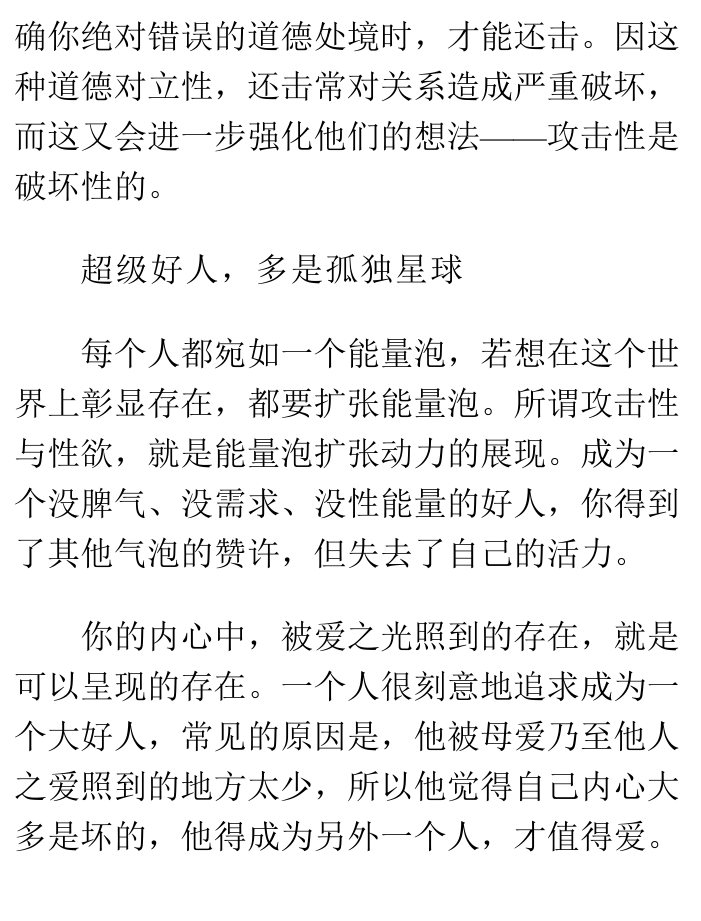 确你绝对错误的道德处境时，才能还击。因这
种道德对立性，还击常对关系造成严重破坏，
而这又会进一步强化他们的想法——攻击性是
破坏性的。
超级好人，多是孤独星球
每个人都宛如一个能量泡，若想在这个世
界上彰显存在，都要扩张能量泡。所谓攻击性
与性欲，就是能量泡扩张动力的展现。成为一
个没脾气、没需求、没性能量的好人，你得到
了其他气泡的赞许，但失去了自己的活力。
你的内心中，被爱之光照到的存在，就是
可以呈现的存在。一个人很刻意地追求成为一
个大好人，常见的原因是，他被母爱乃至他人
之爱照到的地方太少，所以他觉得自己内心大
多是坏的，他得成为另外一个人，才值得爱。